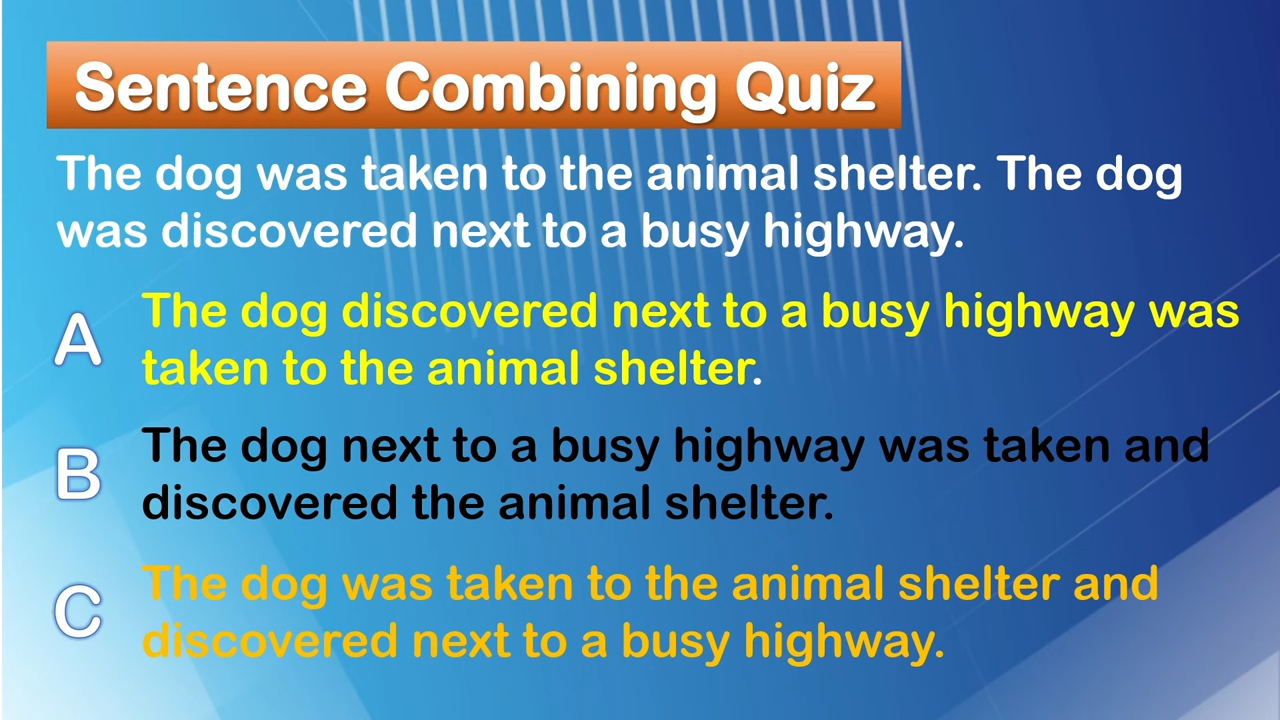 Sentence Combining Quiz
The dog was taken to the animal shelter. The dog
was discovered next to a busy highway.
A
The dog discovered next to a busy highway was
taken to the animal shelter.
B
The dog next to a busy highway was taken and
discovered the animal shelter.
C
The dog was taken to the animal shelter and
discovered next to a busy highway.